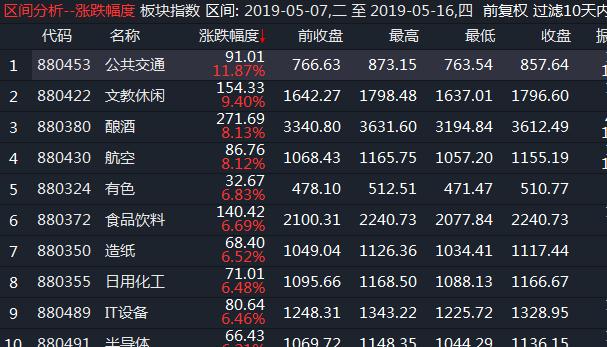 区间分析--涨跌幅度 板块指数 区间: 2019-05-07,二 至 2019-05-16,四 前复权 过滤10天内
代码 名称 涨跌幅度↓ 前收盘 最高 最低 收盘 振
1 880453 公共交通 91.01 11.87% 766.63 873.15 763.54 857.64
2 880422 文教休闲 154.33 9.40% 1642.27 1798.48 1637.01 1796.60
3 880380 酿酒 271.69 8.13% 3340.80 3631.60 3194.84 3612.49
4 880430 航空 86.76 8.12% 1068.43 1165.75 1057.20 1155.19
5 880324 有色 32.67 6.83% 478.10 512.51 471.47 510.77
6 880372 食品饮料 140.42 6.69% 2100.31 2240.73 2077.84 2240.73
7 880350 造纸 68.40 6.52% 1049.04 1126.36 1034.41 1117.44
8 880355 日用化工 71.01 6.48% 1095.66 1168.50 1088.13 1166.67
9 880489 IT设备 80.64 6.46% 1248.31 1343.22 1225.72 1328.95
10 880491 半导体 66.43 1069.72 1148.35 1044.29 1136.15